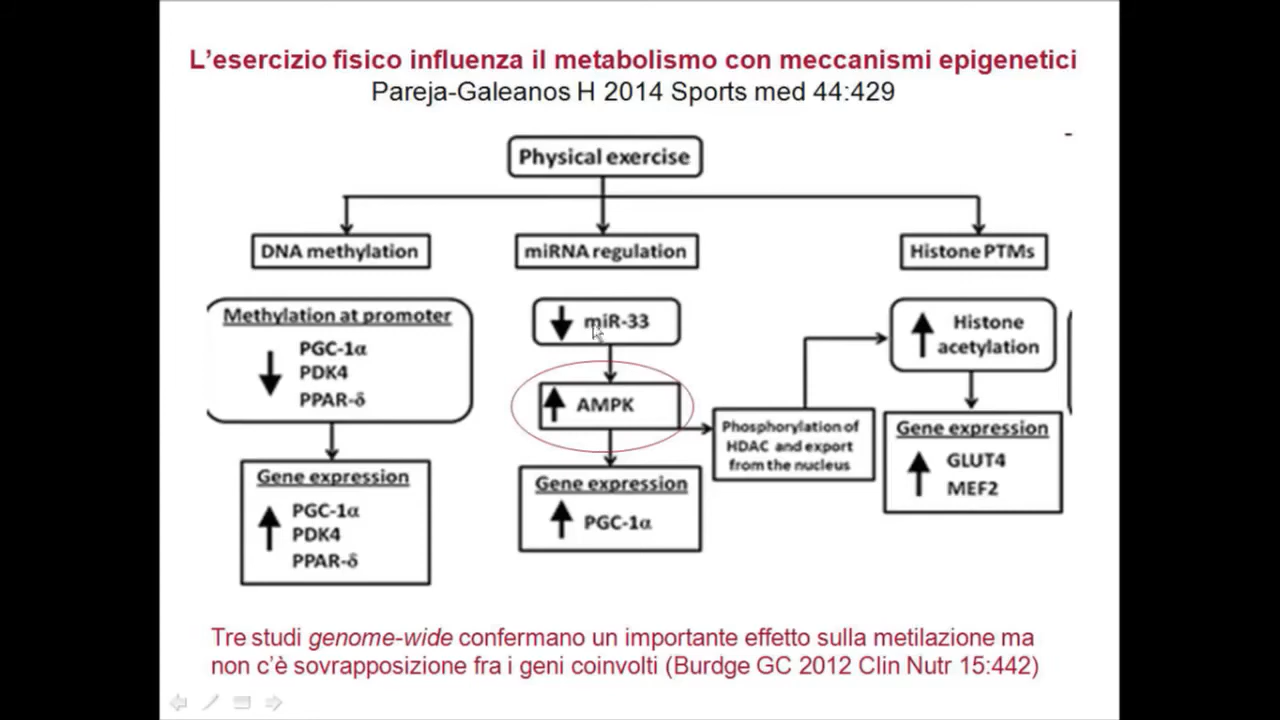 L'esercizio fisico influenza il metabolismo con meccanismi epigenetici
Pareja-Galeanos H 2014 Sports med 44:429
Physical exercise
DNA methylation
miRNA regulation
Histone PTMs
Methylation at promoter
PGC-1α
PDK4
PPAR-δ
Gene expression
PGC-1α
PDK4
PPAR-δ
miR-33
AMPK
Gene expression
PGC-1α
Phosphorylation of
HDAC and export
from the nucleus
Histone
acetylation
Gene expression
GLUT4
MEF2
Tre studi genome-wide confermano un importante effetto sulla metilazione ma
non c'è sovrapposizione fra i geni coinvolti (Burdge GC 2012 Clin Nutr 15:442)